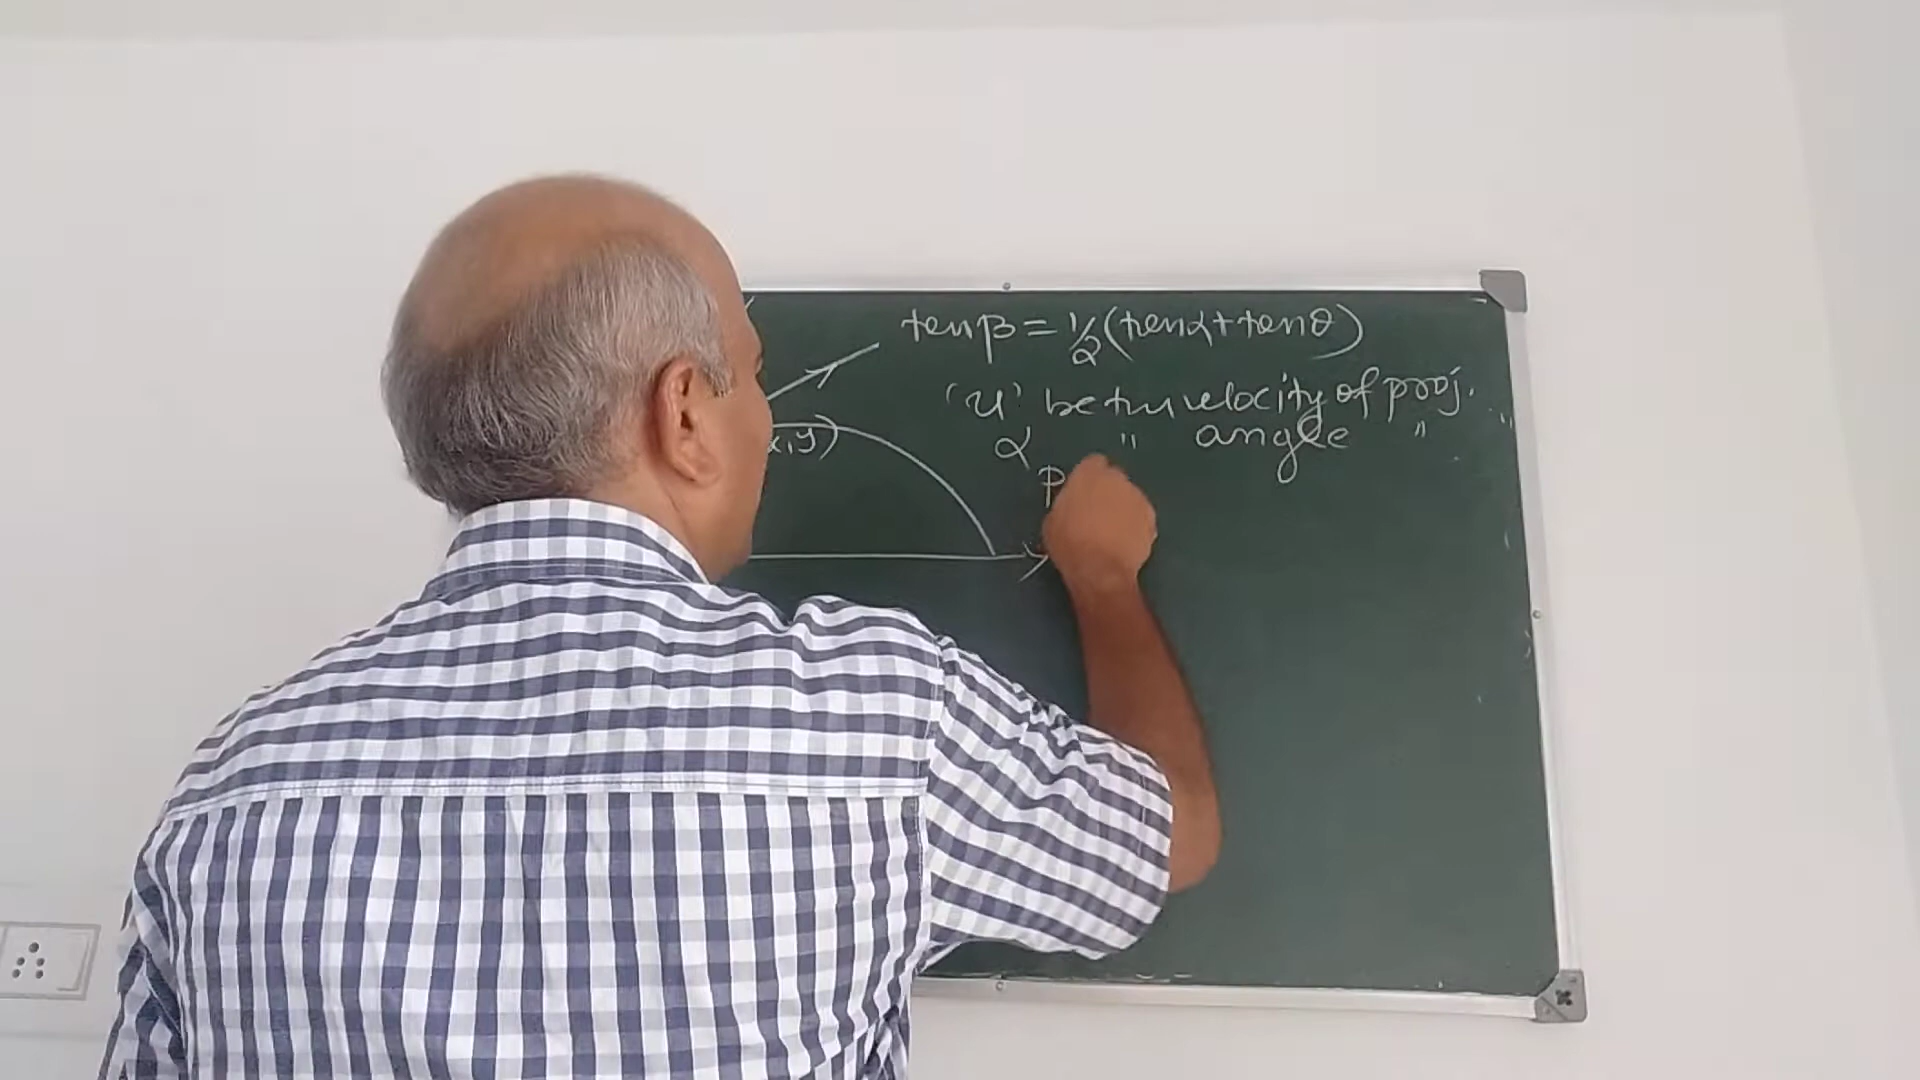 tanβ = 1/2 (tanα + tanθ)
'u' be the velocity of proj.
α " angle "
x,y)
P